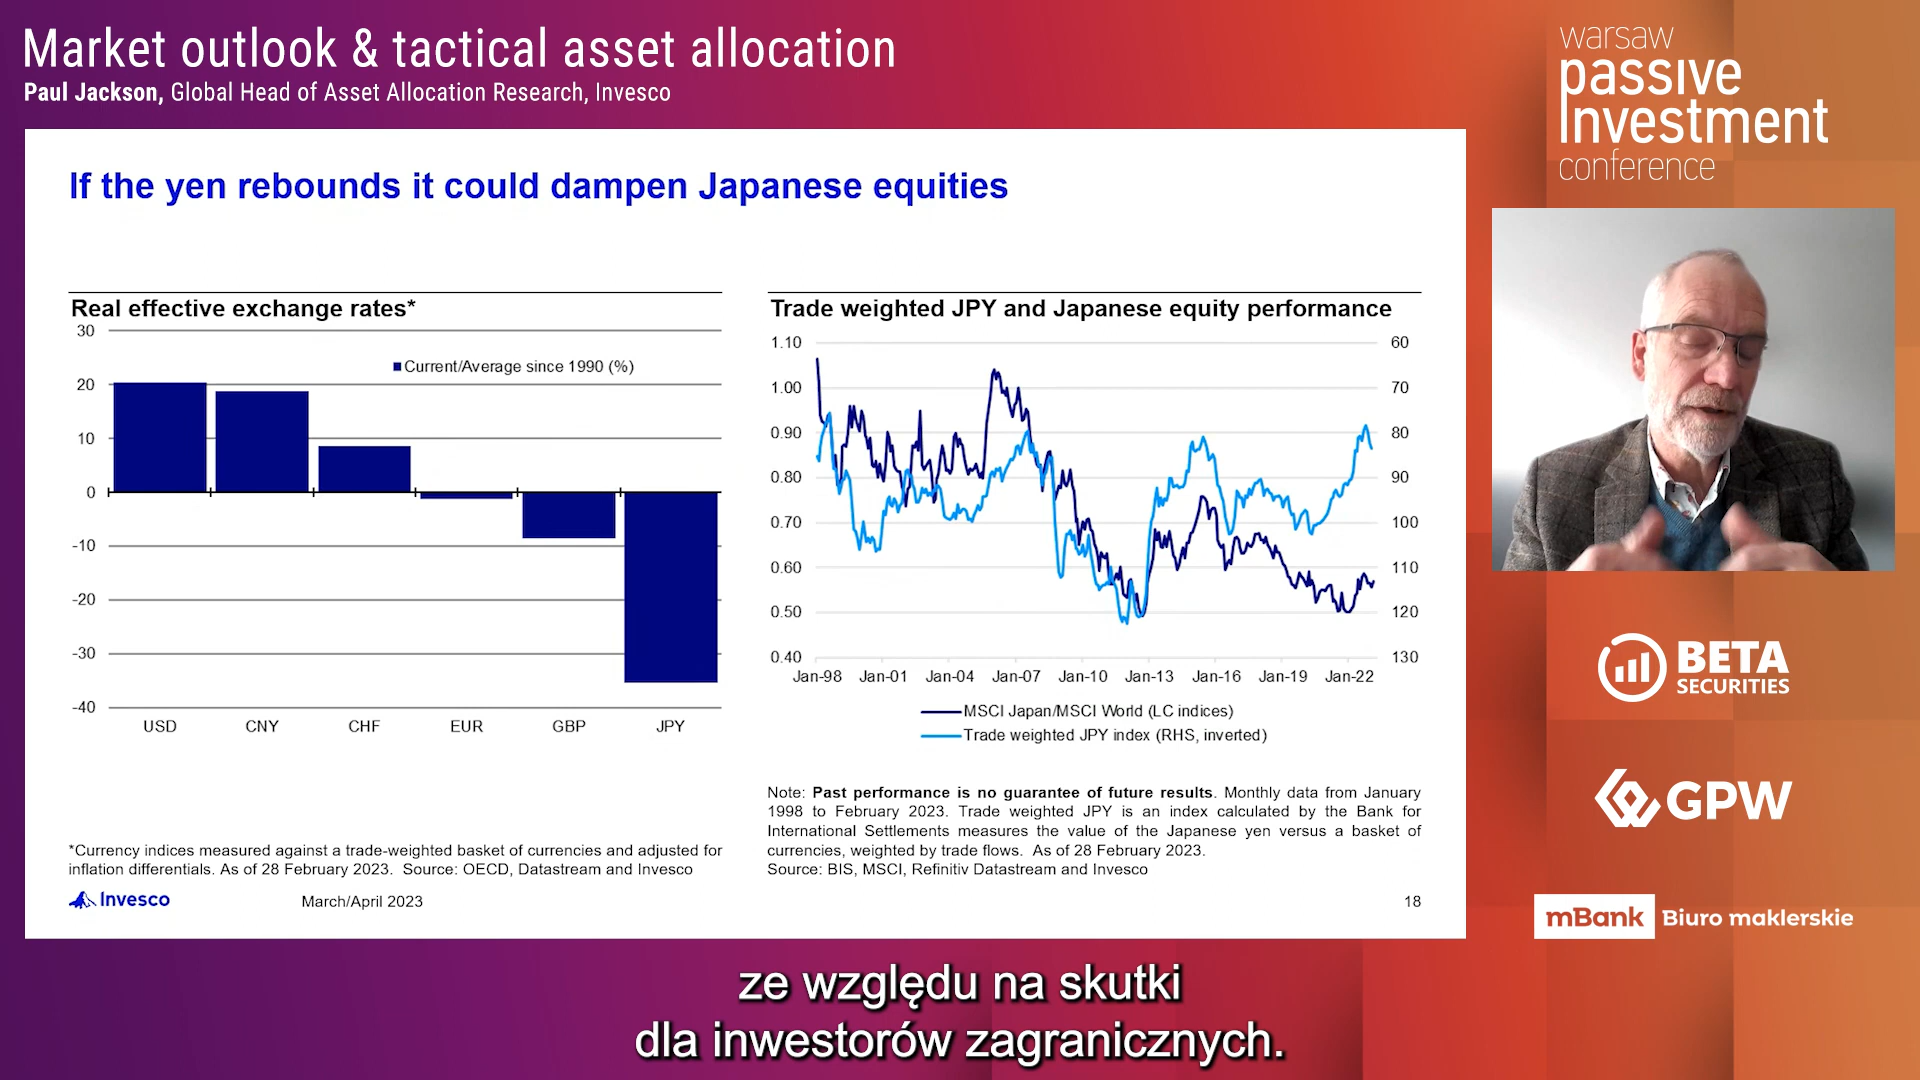 Market outlook & tactical asset allocation
Paul Jackson, Global Head of Asset Allocation Research, Invesco
warsaw
passive
Investment
conference
If the yen rebounds it could dampen Japanese equities
Real effective exchange rates*
30
20
10
0
-10
-20
-30
-40
Current/Average since 1990 (%)
USD CNY CHF EUR GBP JPY
*Currency indices measured against a trade-weighted basket of currencies and adjusted for
inflation differentials. As of 28 February 2023. Source: OECD, Datastream and Invesco
Trade weighted JPY and Japanese equity performance
1.10 60
1.00 70
0.90 80
0.80 90
0.70 100
0.60 110
0.50 120
0.40 130
Jan-98 Jan-01 Jan-04 Jan-07 Jan-10 Jan-13 Jan-16 Jan-19 Jan-22
MSCI Japan/MSCI World (LC indices)
Trade weighted JPY index (RHS, inverted)
Note: Past performance is no guarantee of future results. Monthly data from January
1998 to February 2023. Trade weighted JPY is an index calculated by the Bank for
International Settlements measures the value of the Japanese yen versus a basket of
currencies, weighted by trade flows. As of 28 February 2023.
Source: BIS, MSCI, Refinitiv Datastream and Invesco
Invesco
March/April 2023
18
BETA
SECURITIES
GPW
mBank Biuro maklerskie
ze względu na skutki
dla inwestorów zagranicznych.